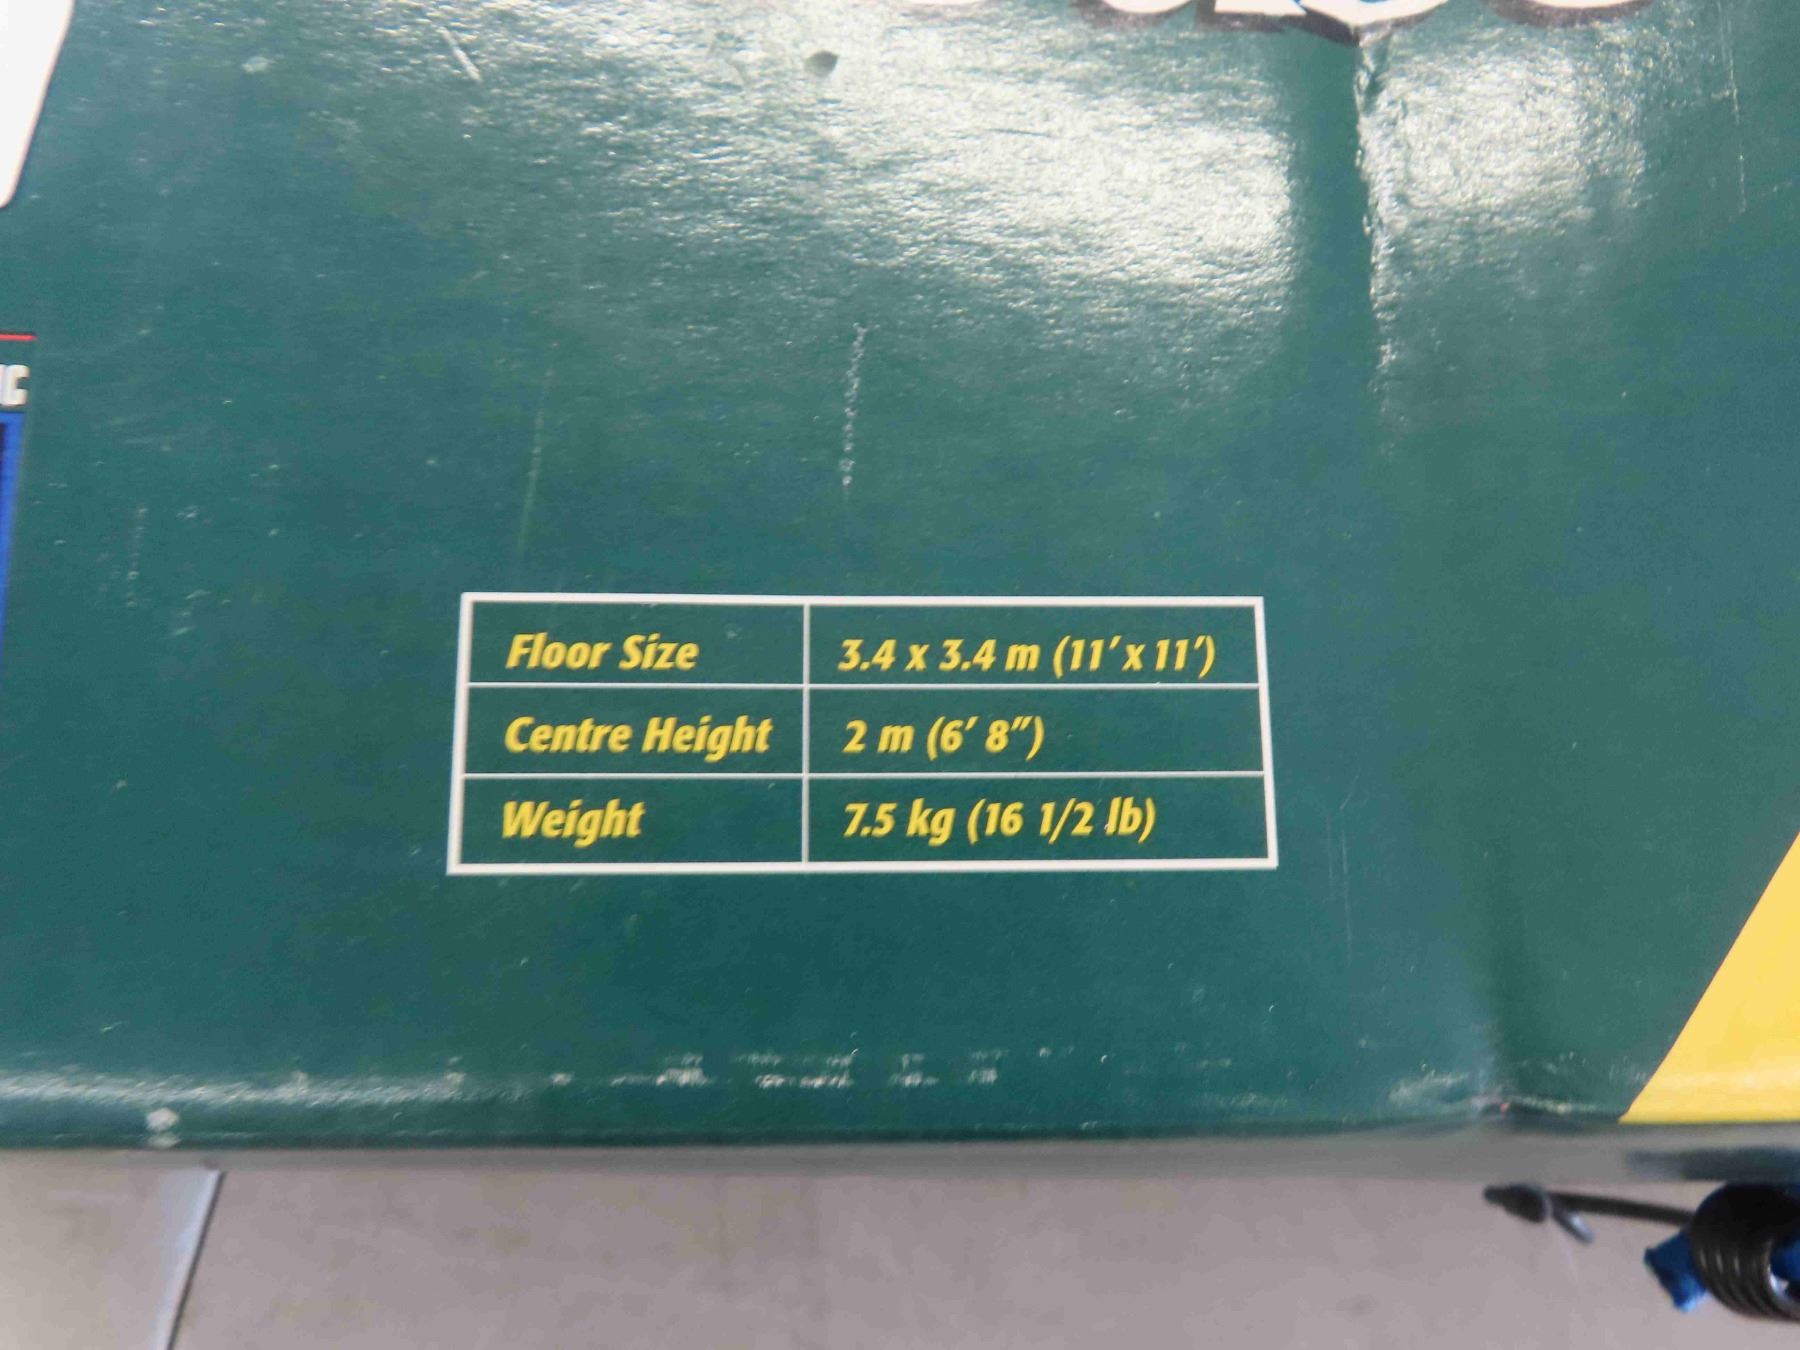 Floor Size 3.4 x 3.4 m (11' x 11')
Centre Height 2 m (6' 8")
Weight 7.5 kg (16 1/2 lb)